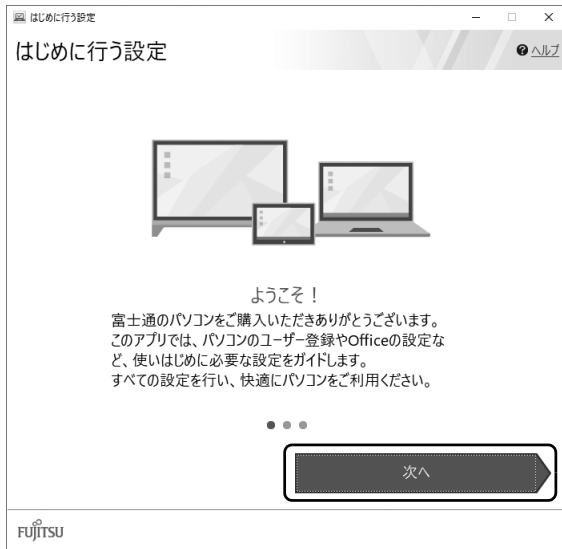 はじめに行う設定
はじめに行う設定
ヘルプ
ようこそ！
富士通のパソコンをご購入いただきありがとうございます。
このアプリでは、パソコンのユーザー登録やOfficeの設定な
ど、使いはじめに必要な設定をガイドします。
すべての設定を行い、快適にパソコンをご利用ください。
次へ
FUJITSU